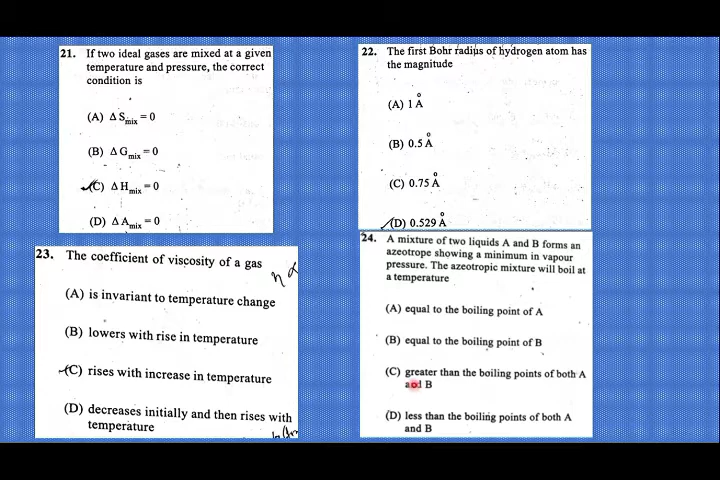 21. If two ideal gases are mixed at a given
temperature and pressure, the correct
condition is
(A) Δ Smix = 0
(B) Δ Gmix = 0
(C) Δ Hmix = 0
(D) Δ Amix = 0
22. The first Bohr radius of hydrogen atom has
the magnitude
(A) 1 Å
(B) 0.5 Å
(C) 0.75 Å
(D) 0.529 Å
23. The coefficient of viscosity of a gas
η ∝
(A) is invariant to temperature change
(B) lowers with rise in temperature
(C) rises with increase in temperature
(D) decreases initially and then rises with
temperature
24. A mixture of two liquids A and B forms an
azeotrope showing a minimum in vapour
pressure. The azeotropic mixture will boil at
a temperature
(A) equal to the boiling point of A
(B) equal to the boiling point of B
(C) greater than the boiling points of both A
and B
(D) less than the boiling points of both A
and B